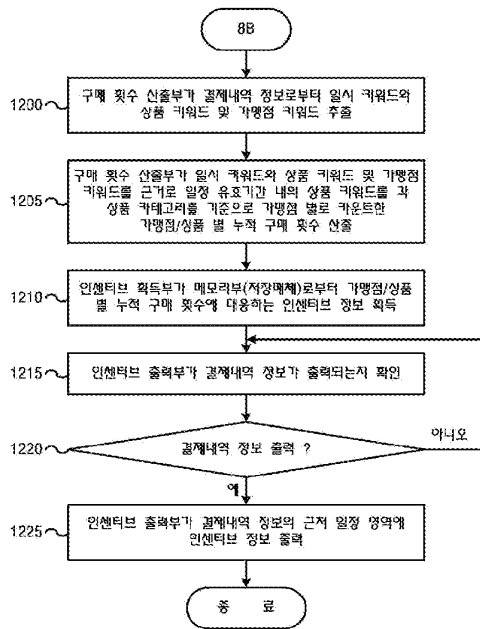 8B
1200
구매 횟수 산출부가 결제내역 정보로부터 일시 키워드와
상품 키워드 및 가맹점 키워드 추출
1205
구매 횟수 산출부가 일시 키워드와 상품 키워드 및 가맹점
키워드를 근거로 일정 유효기간 내의 상품 키워드를 각
상품 카테고리를 기준으로 가맹점 별로 카운트한
가맹점/상품 별 누적 구매 횟수 산출
1210
인센티브 획득부가 메모리부(저장매체)로부터 가맹점/상품
별 누적 구매 횟수에 대응하는 인센티브 정보 획득
1215
인센티브 출력부가 결제내역 정보가 출력되는지 확인
1220
결제내역 정보 출력 ?
아니오
예
1225
인센티브 출력부가 결제내역 정보의 근처 일정 영역에
인센티브 정보 출력
종 료